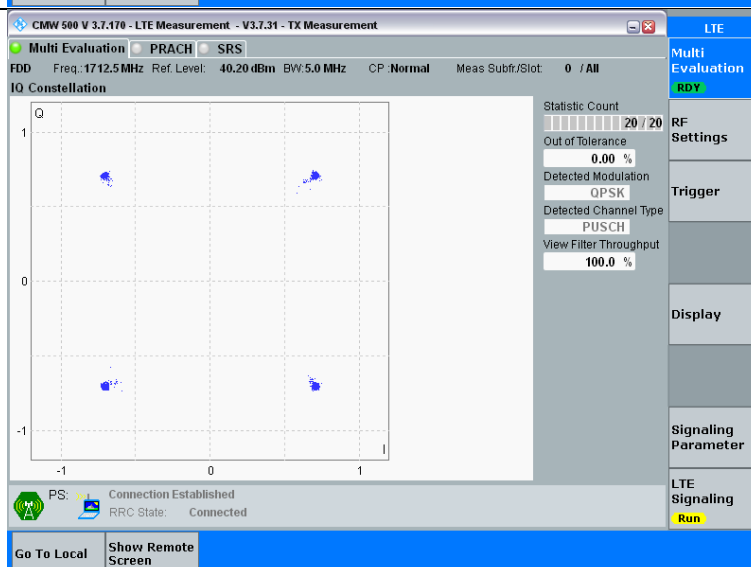 CMW 500 V 3.7.170 - LTE Measurement - V3.7.31 - TX Measurement
LTE
Multi Evaluation PRACH SRS
Multi
Evaluation
RDY
FDD Freq.:1712.5 MHz Ref. Level: 40.20 dBm BW:5.0 MHz CP :Normal Meas Subfr./Slot: 0 / All
IQ Constellation
Q
1
0
-1
-1 0 1
I
Statistic Count
20 / 20
Out of Tolerance
0.00 %
Detected Modulation
QPSK
Detected Channel Type
PUSCH
View Filter Throughput
100.0 %
RF
Settings
Trigger
Display
Signaling
Parameter
LTE
Signaling
Run
PS: Connection Established
RRC State: Connected
Go To Local
Show Remote
Screen